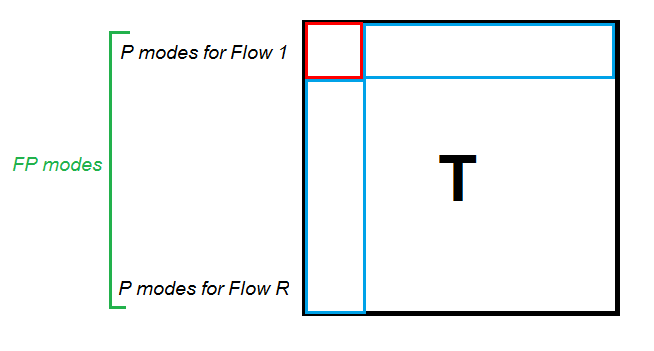 P modes for Flow 1
FP modes
T
P modes for Flow R